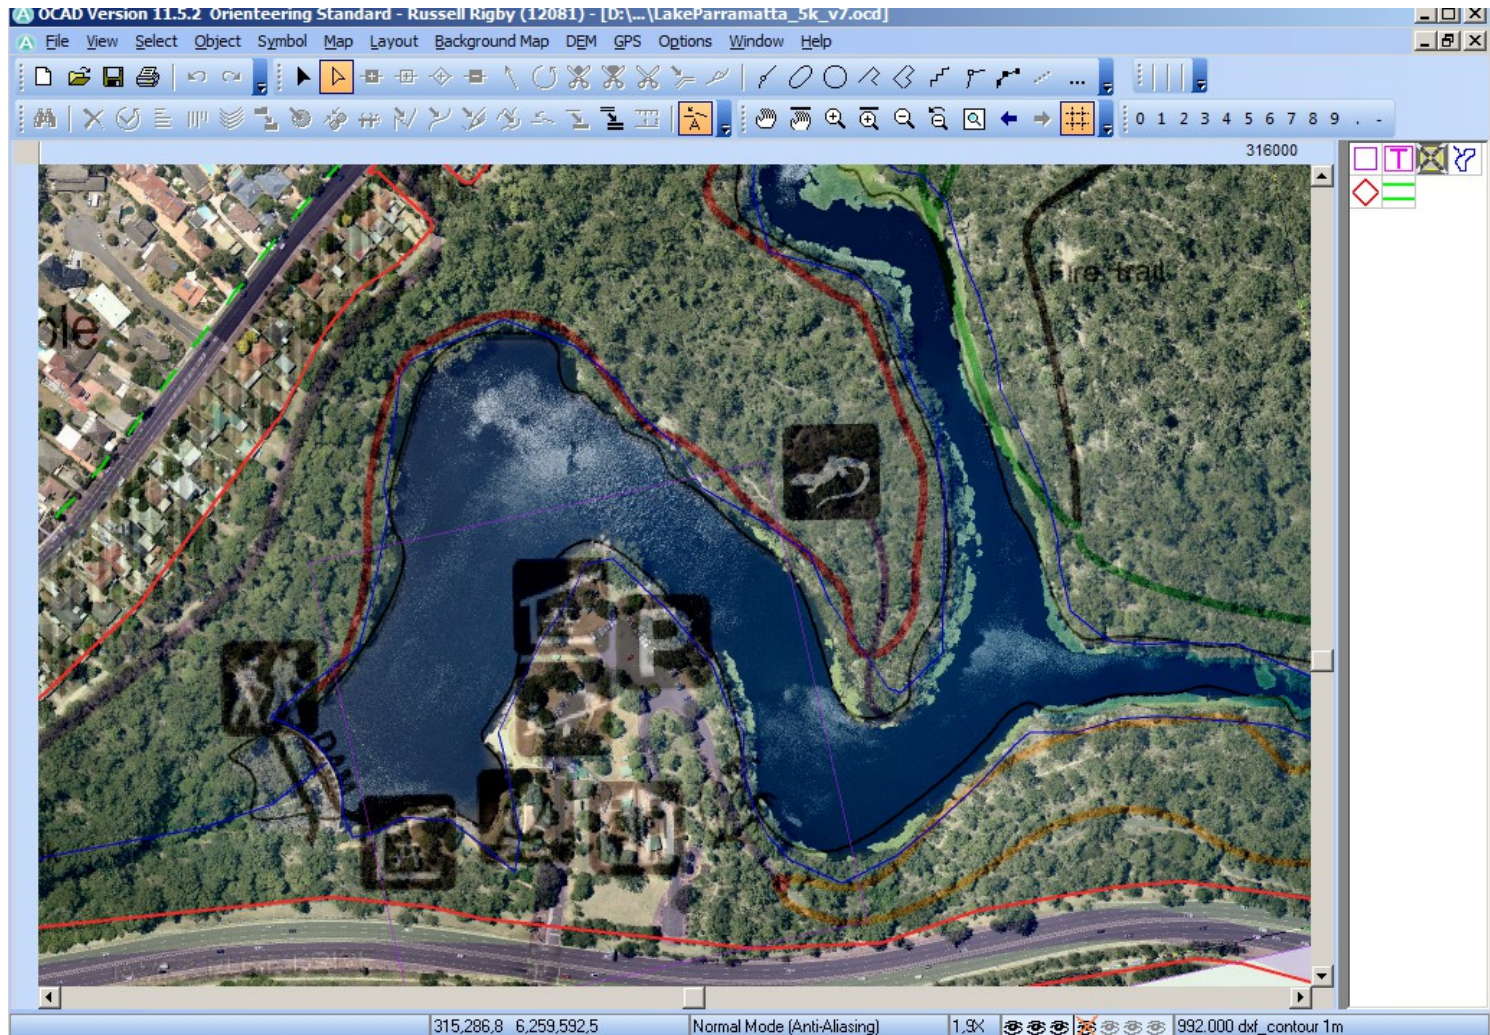 OCAD Version 11.5.2 Orienteering Standard - Russell Rigby (12081) - [D:\...\LakeParramatta_5k_v7.ocd]
File View Select Object Symbol Map Layout Background Map DEM GPS Options Window Help
0 1 2 3 4 5 6 7 8 9 . -
316000
Fire trail
ole
P
DAM
315,286,8 6,259,592,5 Normal Mode (Anti-Aliasing) 1,9X 992.000 dxf_contour 1m